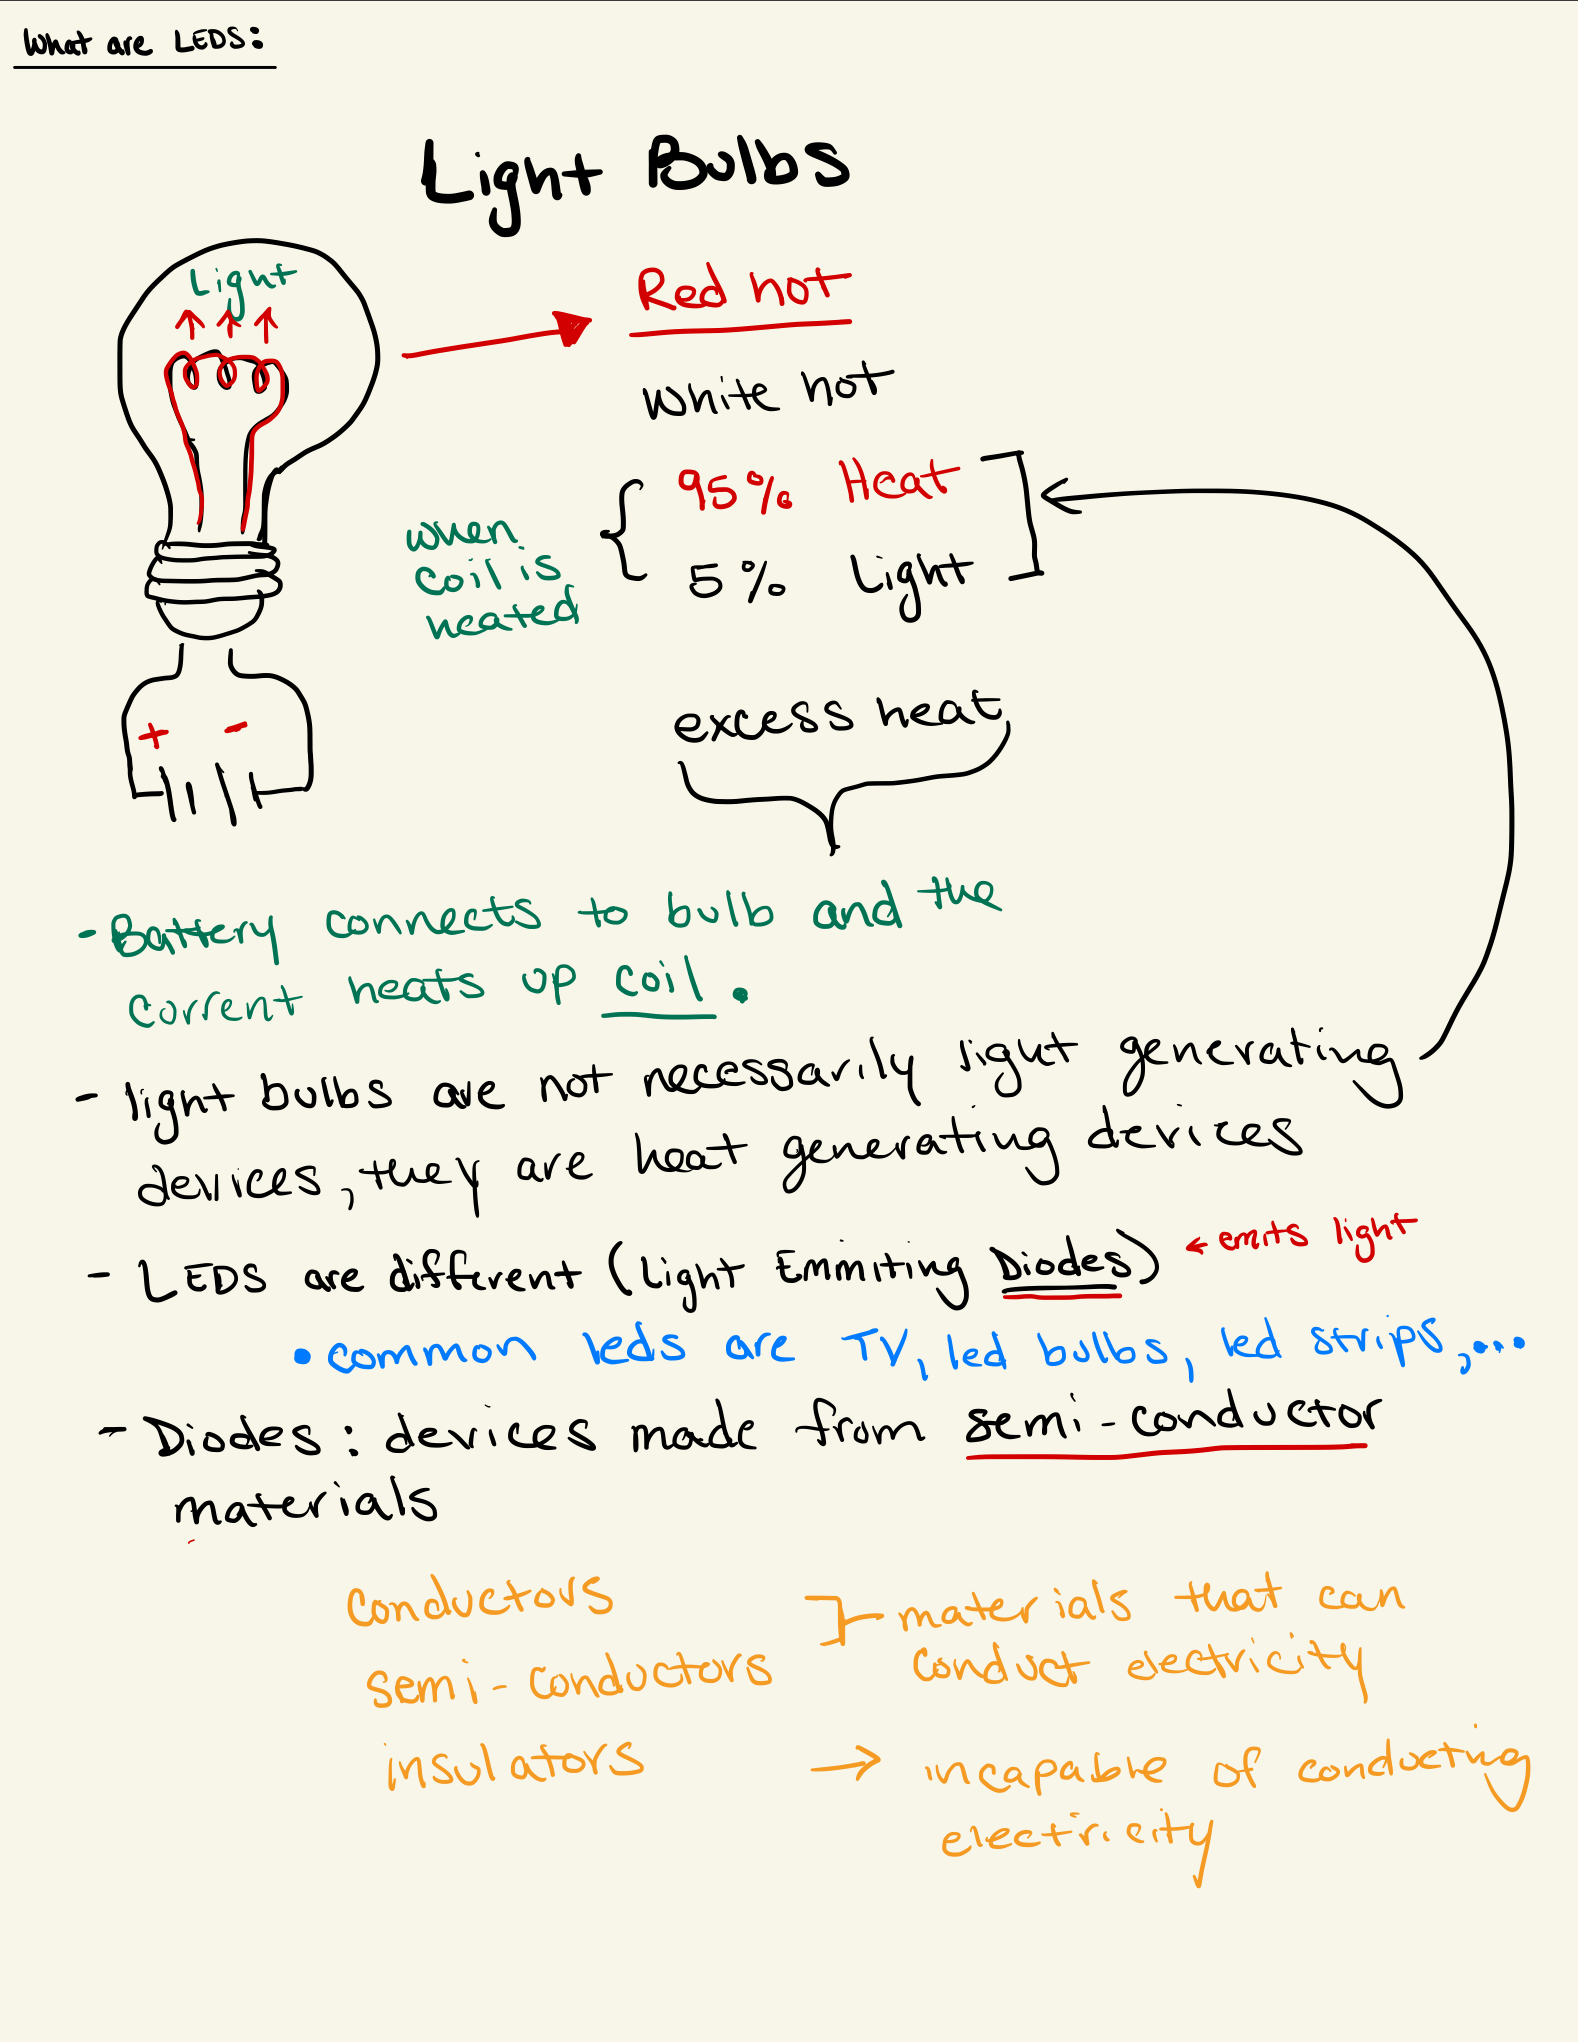 What are LEDS:
Light Bulbs
Light
Red hot
white hot
95% Heat
when
coil is
heated
5% Light
excess heat
+ -
- Battery connects to bulb and the
current heats up coil.
- light bulbs are not necessarily light generating
devices, they are heat generating devices
- LEDS are different (Light Emmiting Diodes) ← emits light
• common leds are TV, led bulbs, led strips,...
- Diodes: devices made from semi-conductor
materials
conductors
semi-conductors
materials that can
conduct electricity
insulators → incapable of conducting
electricity